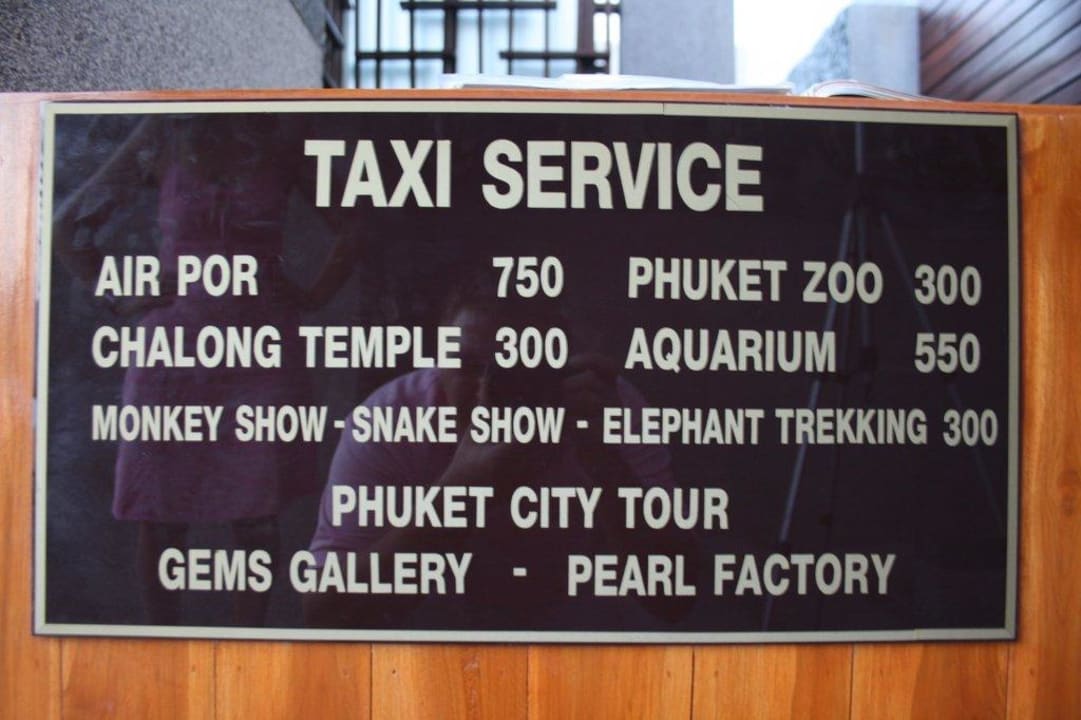 TAXI SERVICE
AIR POR 750 PHUKET ZOO 300
CHALONG TEMPLE 300 AQUARIUM 550
MONKEY SHOW - SNAKE SHOW - ELEPHANT TREKKING 300
PHUKET CITY TOUR
GEMS GALLERY - PEARL FACTORY